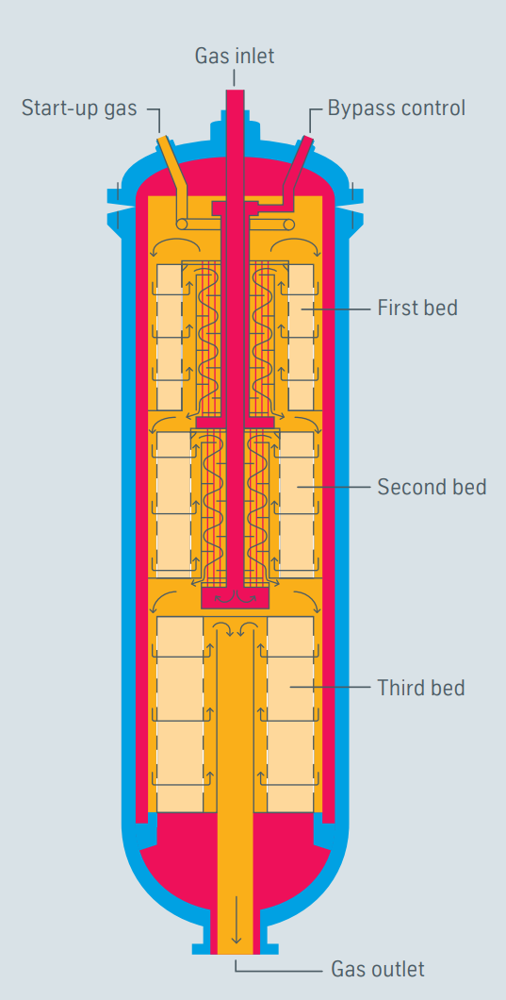 Gas inlet
Start-up gas
Bypass control
First bed
Second bed
Third bed
Gas outlet